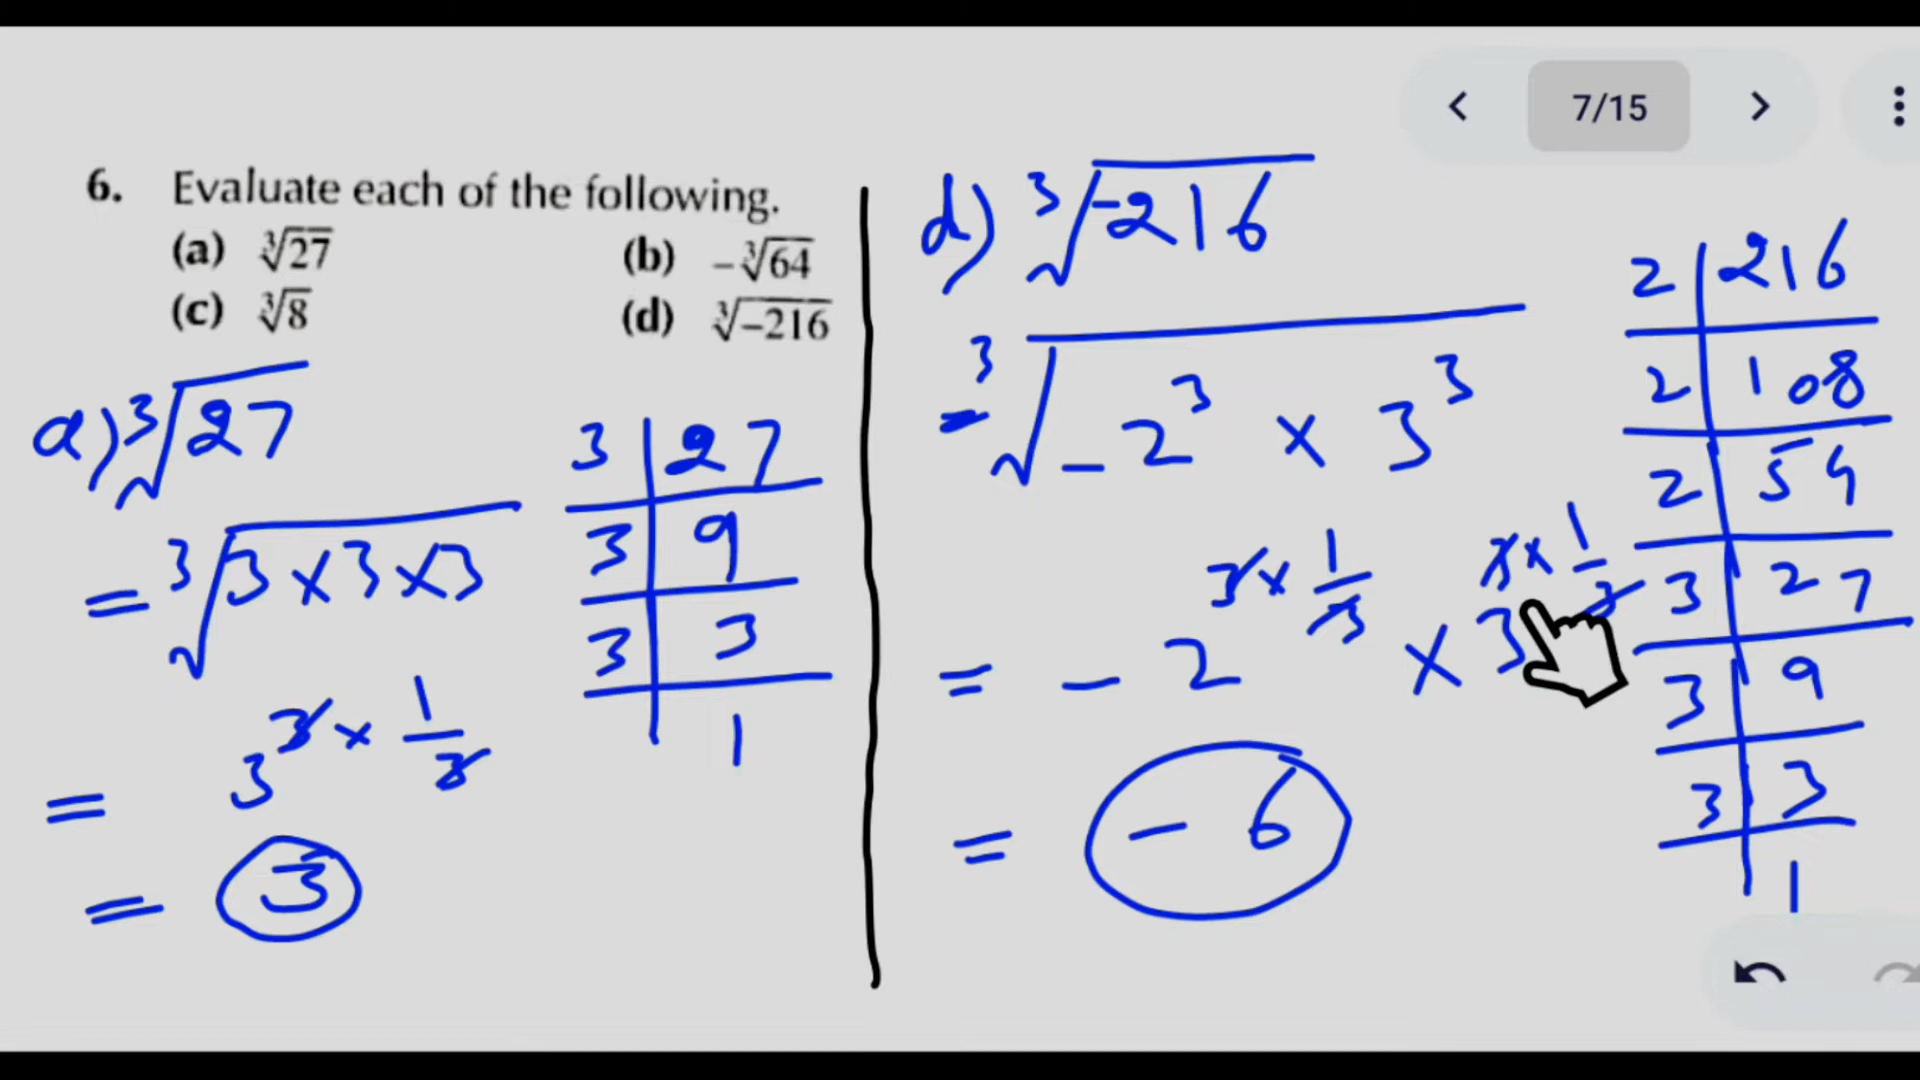 7/15
6. Evaluate each of the following.
(a) ∛27 (b) -∛64
(c) ∛8 (d) ∛-216
a) ∛27
= ∛(3 × 3 × 3)
= 3^(3 × 1/3)
= 3
3 | 27
3 | 9
3 | 3
1
d) ∛-216
= ∛(-2³ × 3³)
= -2^(3 × 1/3) × 3^(3 × 1/3)
= -6
2 | 216
2 | 108
2 | 54
3 | 27
3 | 9
3 | 3
1